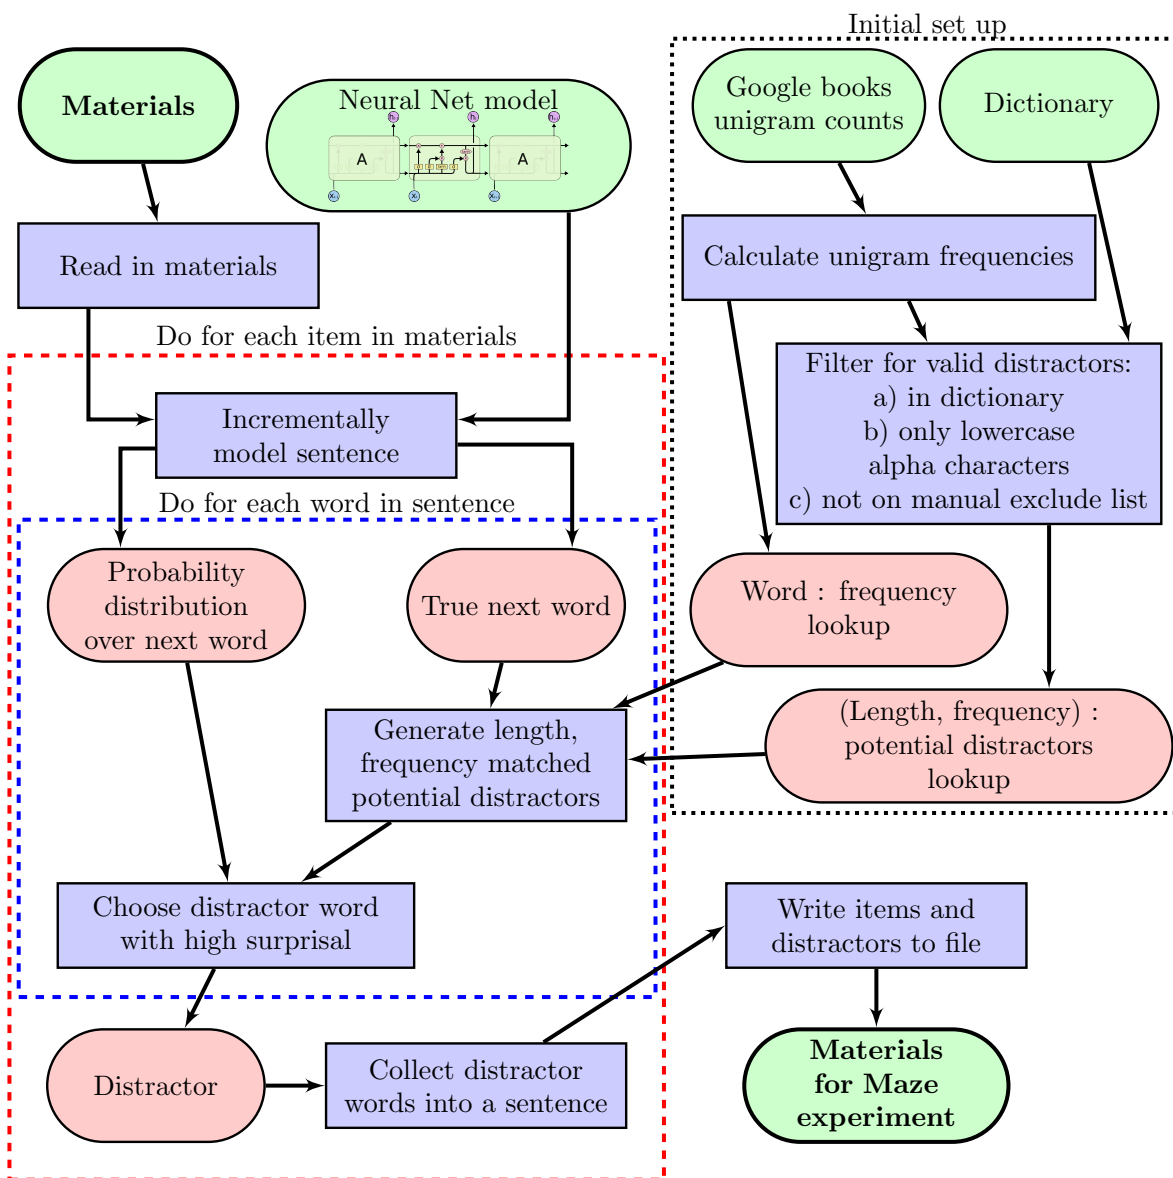 Initial set up
Materials
Neural Net model
A
A
Google books
unigram counts
Dictionary
Read in materials
Calculate unigram frequencies
Do for each item in materials
Filter for valid distractors:
a) in dictionary
b) only lowercase
alpha characters
c) not on manual exclude list
Incrementally
model sentence
Do for each word in sentence
Probability
distribution
over next word
True next word
Word : frequency
lookup
(Length, frequency) :
potential distractors
lookup
Generate length,
frequency matched
potential distractors
Choose distractor word
with high surprisal
Write items and
distractors to file
Distractor
Collect distractor
words into a sentence
Materials
for Maze
experiment